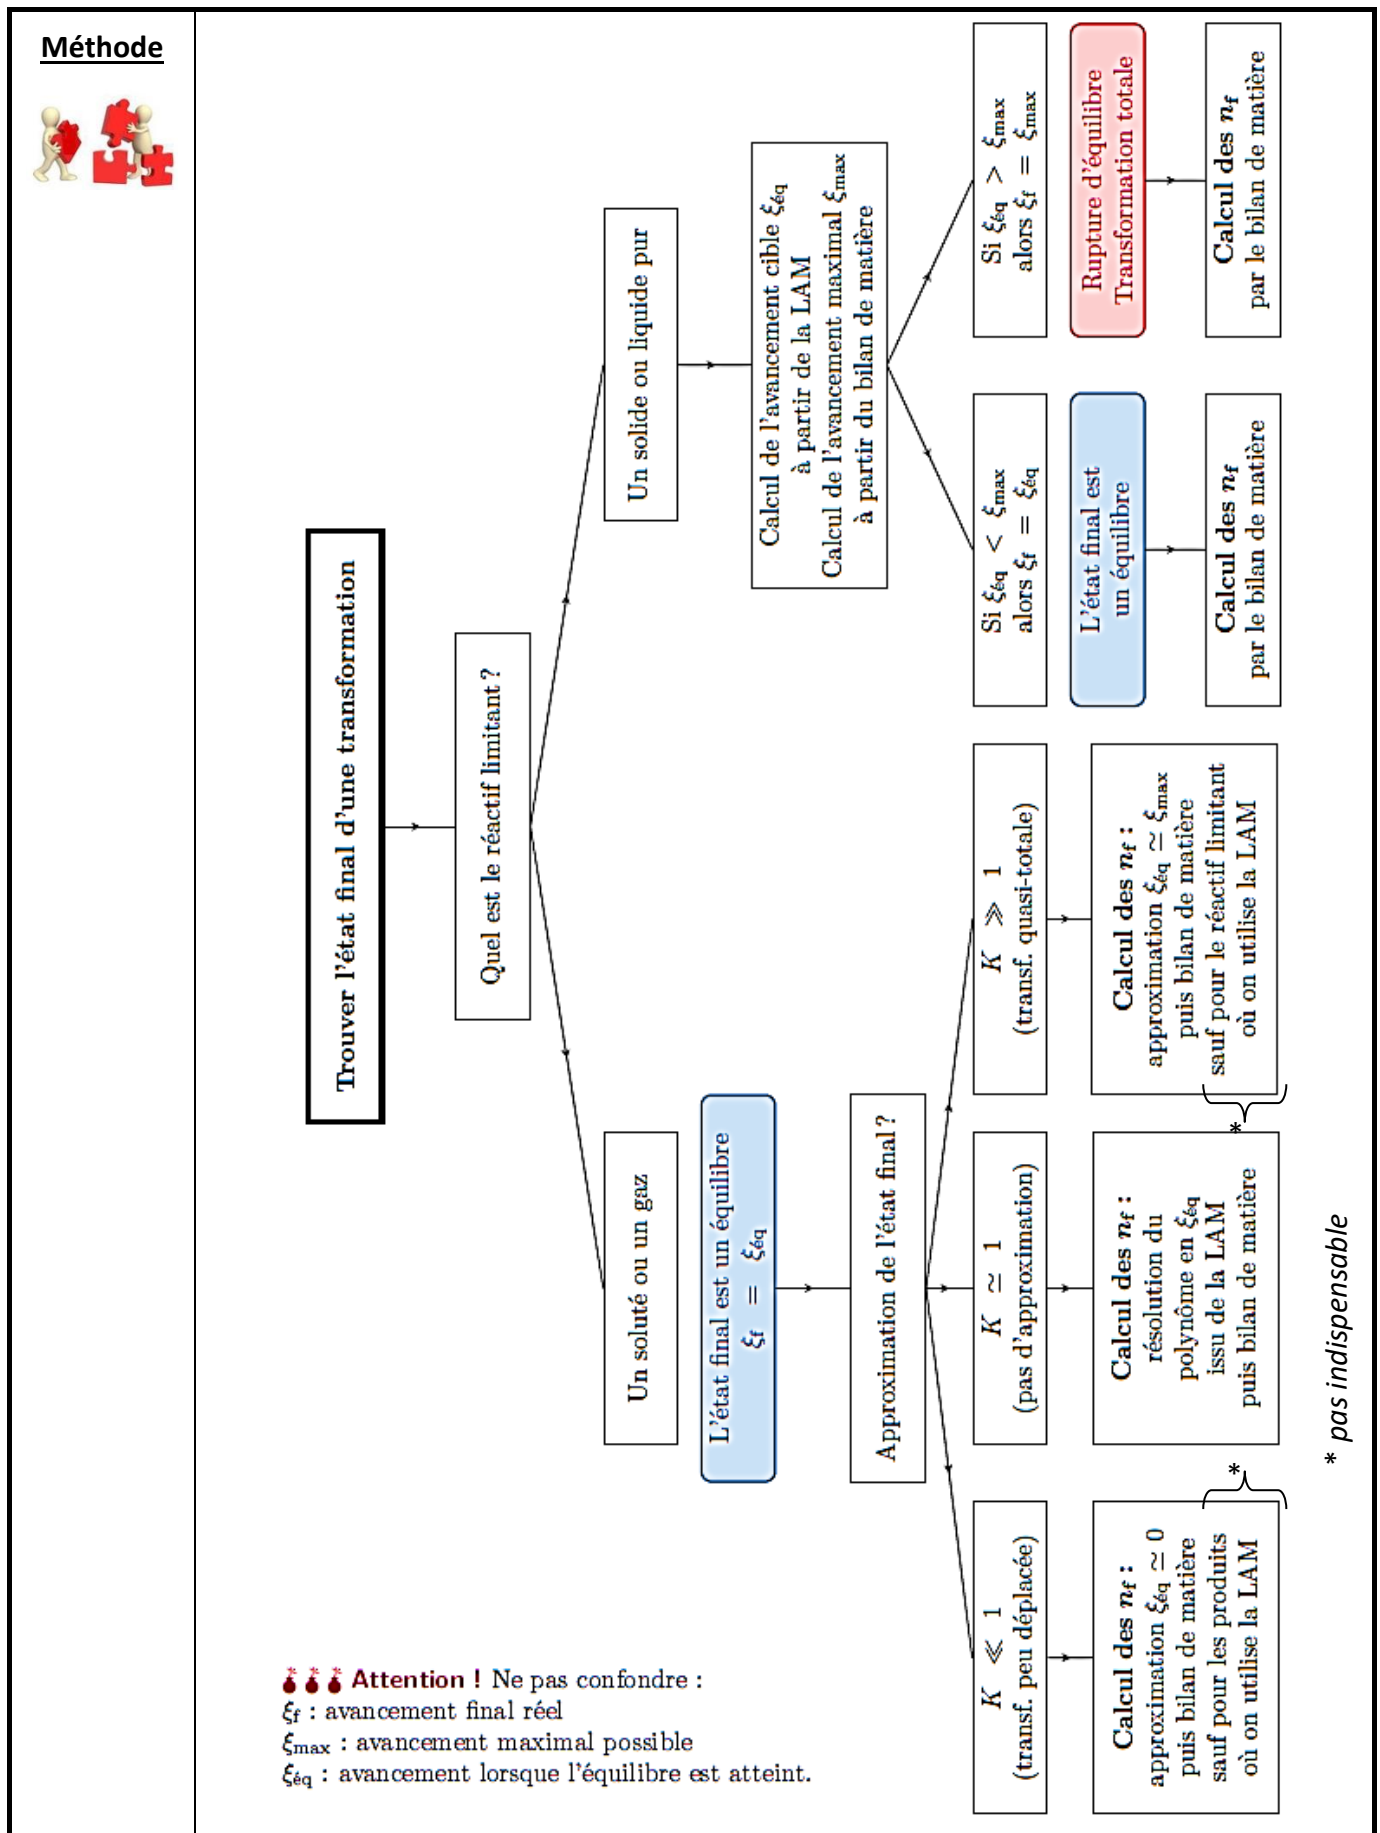 Méthode
Trouver l'état final d'une transformation
Quel est le réactif limitant ?
Un soluté ou un gaz
L'état final est un équilibre
ξf = ξéq
Approximation de l'état final ?
K ≪ 1
(transf. peu déplacée)
Calcul des nf :
approximation ξéq ≃ 0
puis bilan de matière
sauf pour les produits
où on utilise la LAM
*
K ≃ 1
(pas d'approximation)
Calcul des nf :
résolution du
polynôme en ξéq
issu de la LAM
puis bilan de matière
K ≫ 1
(transf. quasi-totale)
Calcul des nf :
approximation ξéq ≃ ξmax
puis bilan de matière
sauf pour le réactif limitant
où on utilise la LAM
*
Un solide ou liquide pur
Calcul de l'avancement cible ξéq
à partir de la LAM
Calcul de l'avancement maximal ξmax
à partir du bilan de matière
Si ξéq < ξmax
alors ξf = ξéq
L'état final est
un équilibre
Calcul des nf
par le bilan de matière
Si ξéq > ξmax
alors ξf = ξmax
Rupture d'équilibre
Transformation totale
Calcul des nf
par le bilan de matière
* pas indispensable
Attention ! Ne pas confondre :
ξf : avancement final réel
ξmax : avancement maximal possible
ξéq : avancement lorsque l'équilibre est atteint.